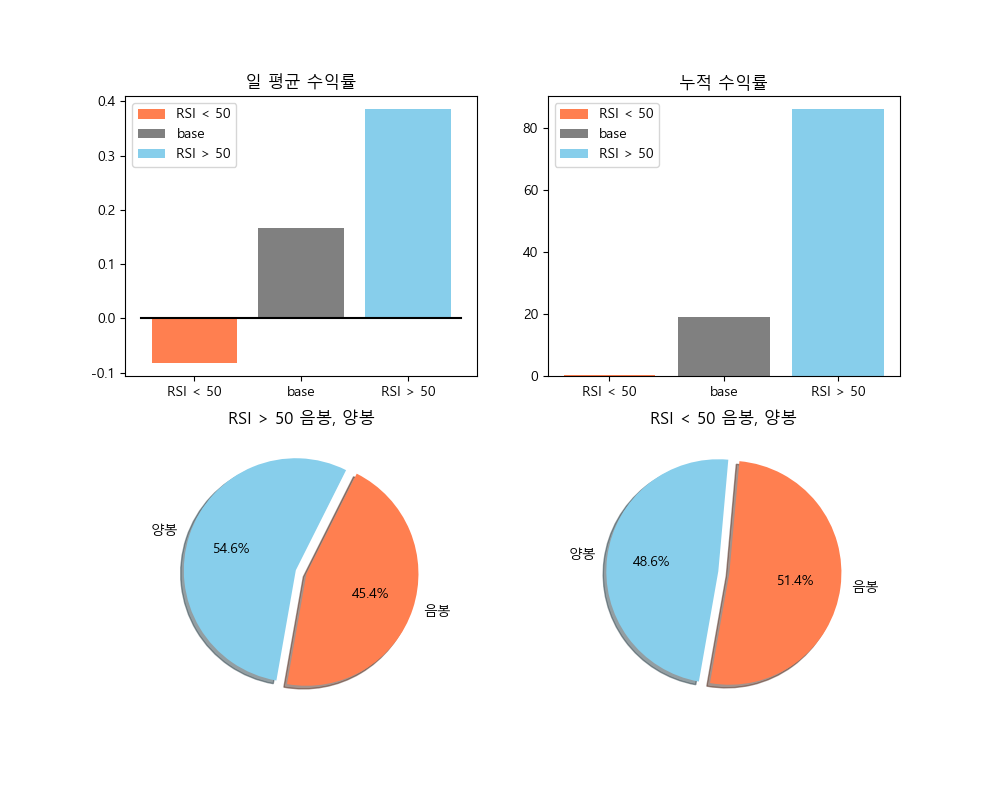 일 평균 수익률
0.4
0.3
0.2
0.1
0.0
-0.1
RSI < 50
base
RSI > 50
RSI < 50
base
RSI > 50
누적 수익률
80
60
40
20
0
RSI < 50
base
RSI > 50
RSI < 50
base
RSI > 50
RSI > 50 음봉, 양봉
양봉
54.6%
45.4%
음봉
RSI < 50 음봉, 양봉
양봉
48.6%
51.4%
음봉